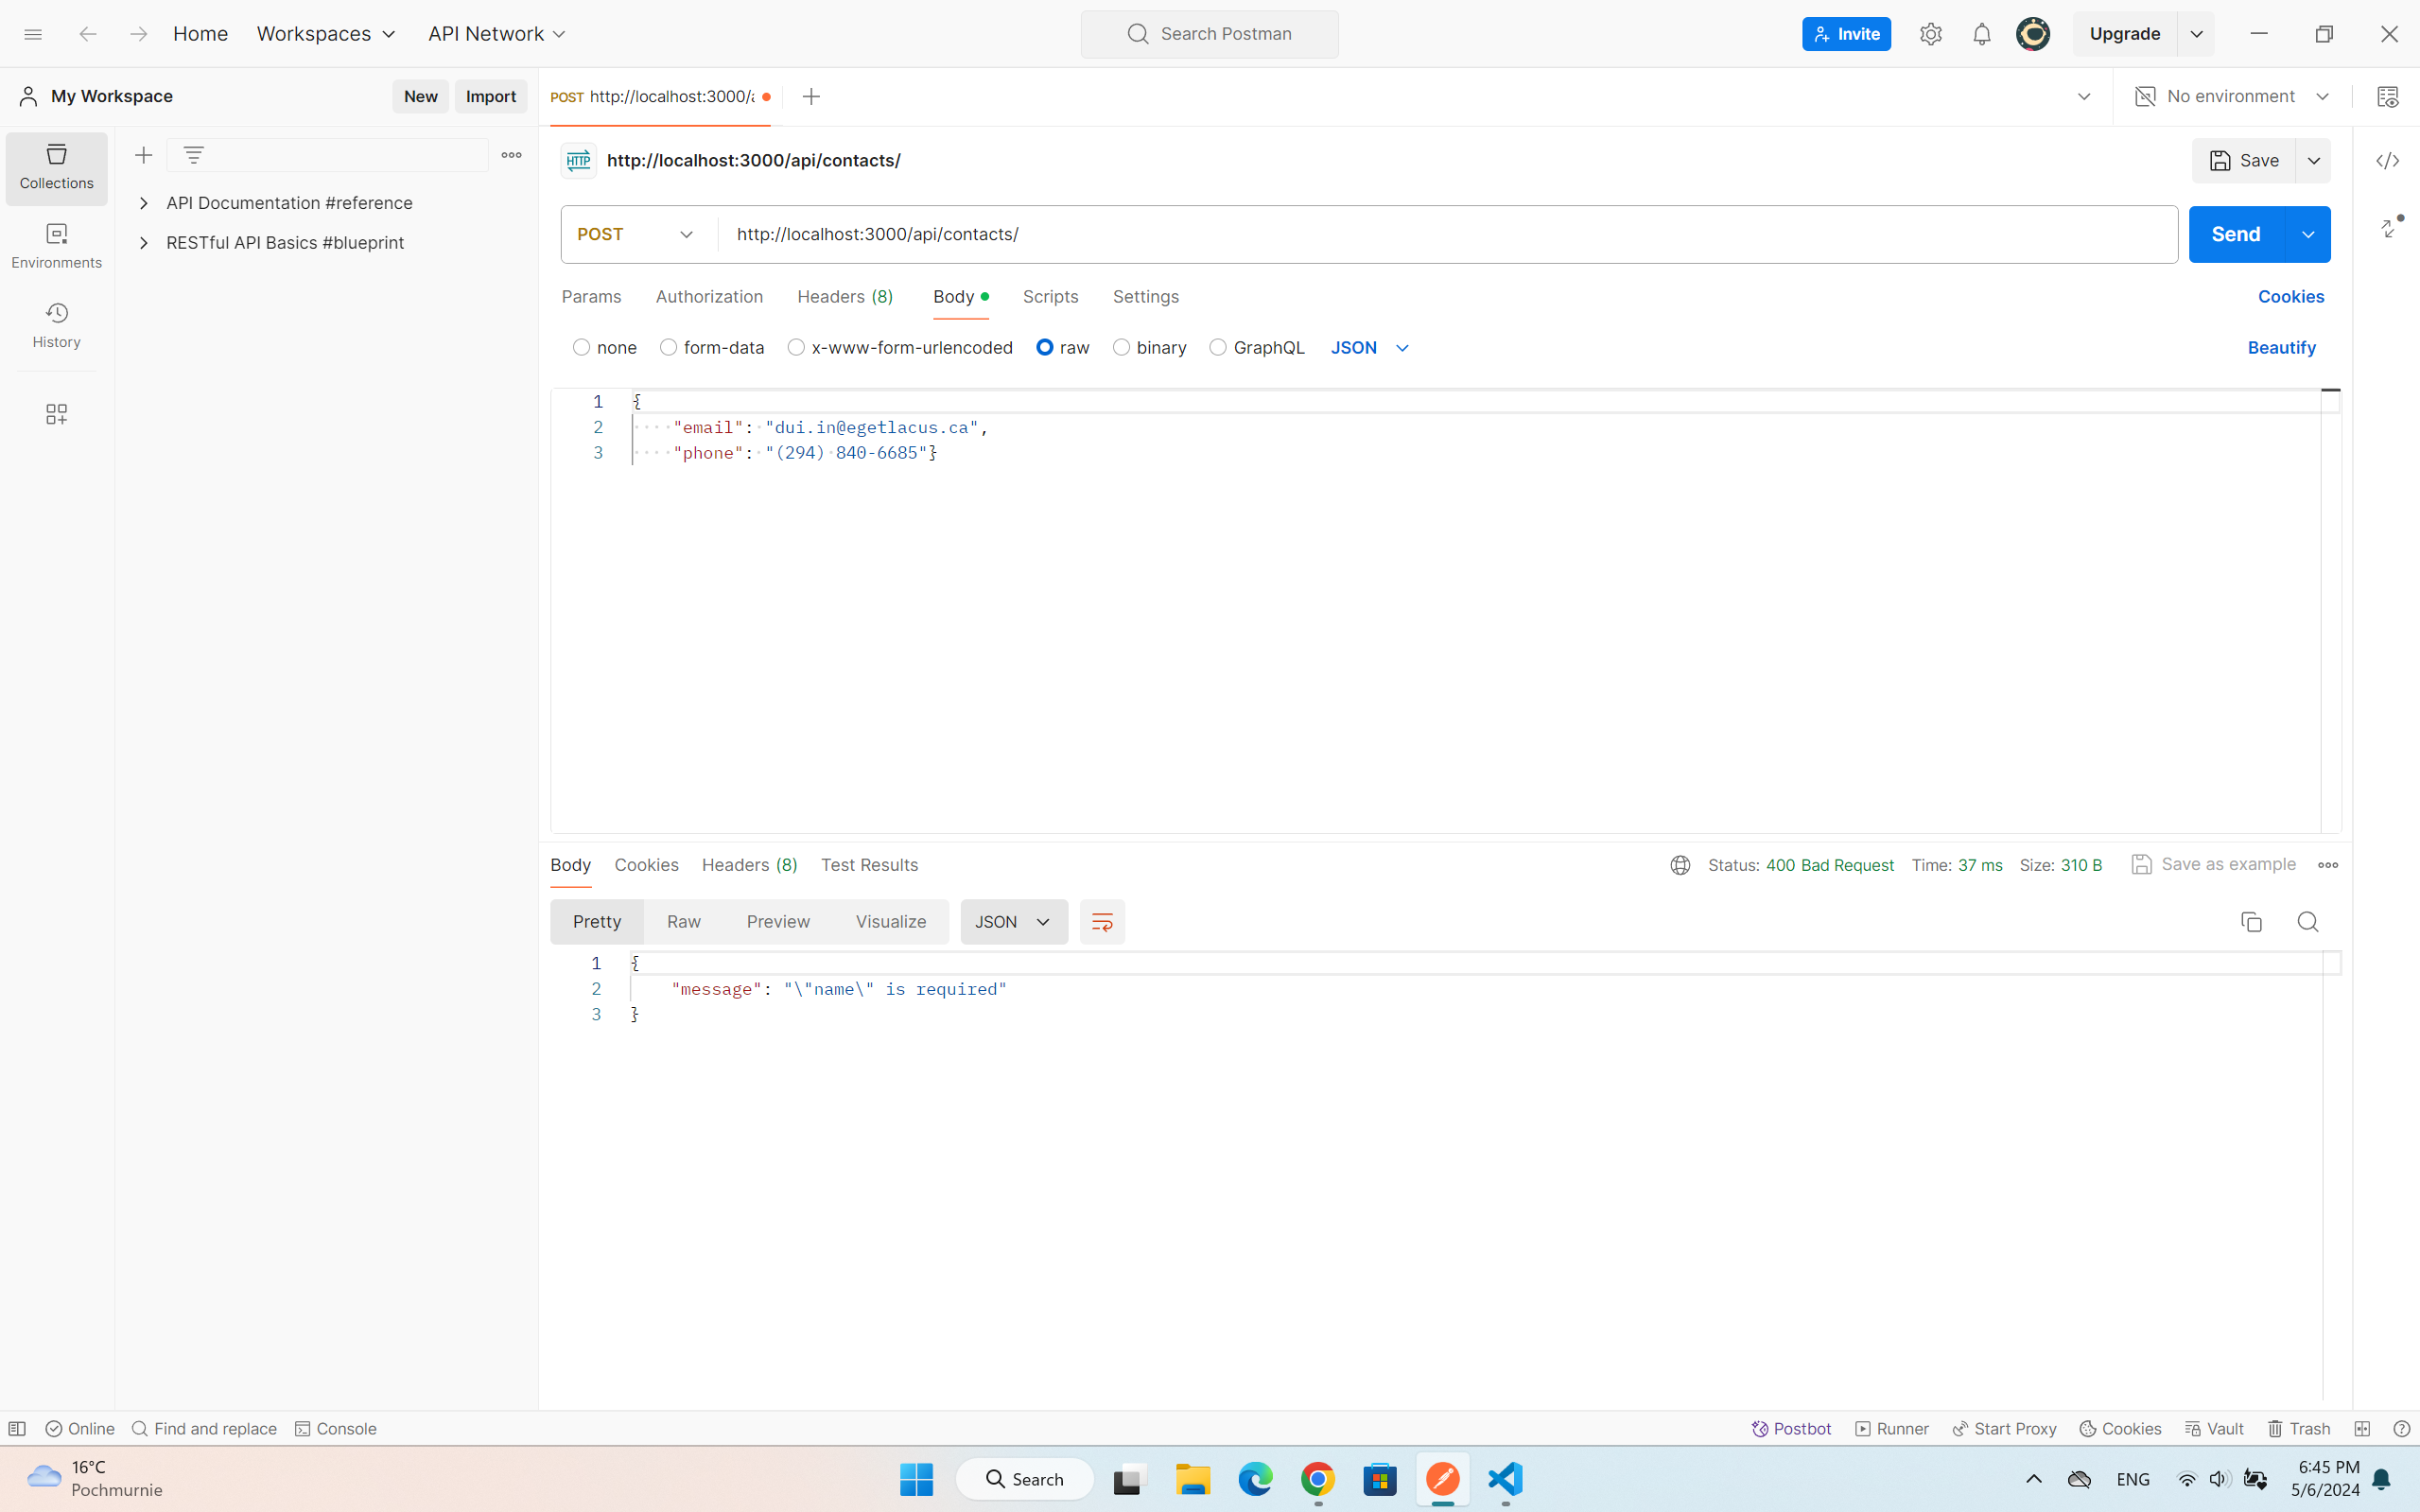 Home Workspaces API Network Search Postman Invite Upgrade
My Workspace New Import POST http://localhost:3000/a No environment
Collections
Environments
History
API Documentation #reference
RESTful API Basics #blueprint
HTTP http://localhost:3000/api/contacts/ Save
POST http://localhost:3000/api/contacts/ Send
Params Authorization Headers (8) Body Scripts Settings Cookies
none form-data x-www-form-urlencoded raw binary GraphQL JSON Beautify
1 {
2 "email": "dui.in@egetlacus.ca",
3 "phone": "(294) 840-6685"}
Body Cookies Headers (8) Test Results Status: 400 Bad Request Time: 37 ms Size: 310 B Save as example
Pretty Raw Preview Visualize JSON
1 {
2 "message": "\"name\" is required"
3 }
Online Find and replace Console Postbot Runner Start Proxy Cookies Vault Trash
16°C
Pochmurnie
Search
ENG
6:45 PM
5/6/2024